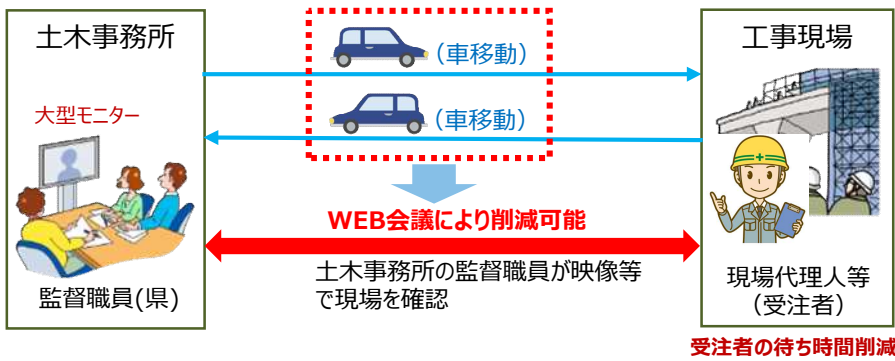 土木事務所
大型モニター
監督職員(県)
（車移動）
（車移動）
WEB会議により削減可能
土木事務所の監督職員が映像等
で現場を確認
工事現場
現場代理人等
（受注者）
受注者の待ち時間削減